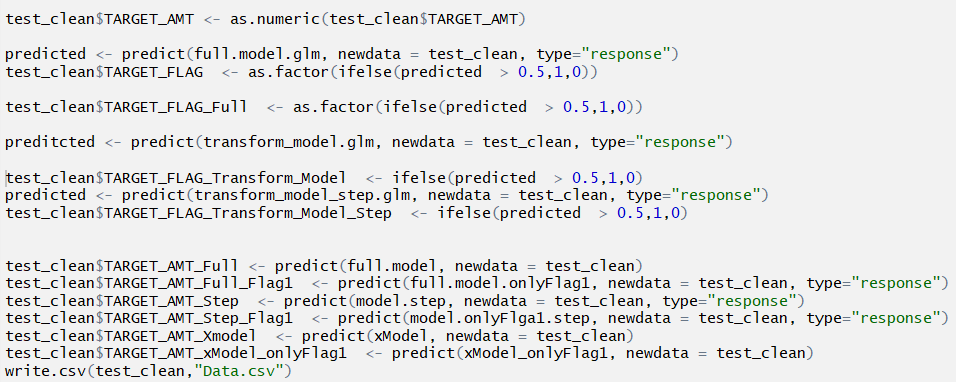 test_clean$TARGET_AMT <- as.numeric(test_clean$TARGET_AMT)
predicted <- predict(full.model.glm, newdata = test_clean, type="response")
test_clean$TARGET_FLAG  <- as.factor(ifelse(predicted  > 0.5,1,0))
test_clean$TARGET_FLAG_Full  <- as.factor(ifelse(predicted  > 0.5,1,0))
preditcted <- predict(transform_model.glm, newdata = test_clean, type="response")
test_clean$TARGET_FLAG_Transform_Model  <- ifelse(predicted  > 0.5,1,0)
predicted <- predict(transform_model_step.glm, newdata = test_clean, type="response")
test_clean$TARGET_FLAG_Transform_Model_Step  <- ifelse(predicted  > 0.5,1,0)
test_clean$TARGET_AMT_Full <- predict(full.model, newdata = test_clean)
test_clean$TARGET_AMT_Full_Flag1  <- predict(full.model.onlyFlag1, newdata = test_clean, type="response")
test_clean$TARGET_AMT_Step <- predict(model.step, newdata = test_clean, type="response")
test_clean$TARGET_AMT_Step_Flag1  <- predict(model.onlyFlga1.step, newdata = test_clean, type="response")
test_clean$TARGET_AMT_Xmodel  <- predict(xModel, newdata = test_clean)
test_clean$TARGET_AMT_xModel_onlyFlag1  <- predict(xModel_onlyFlag1, newdata = test_clean)
write.csv(test_clean,"Data.csv")